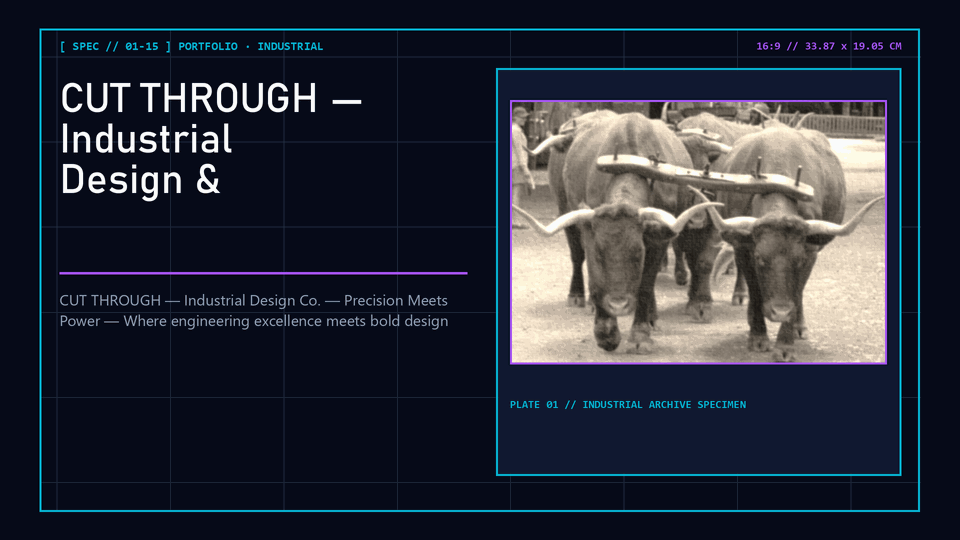 [ SPEC // 01-15 ] PORTFOLIO · INDUSTRIAL
16:9 // 33.87 x 19.05 CM
CUT THROUGH —
Industrial
Design &
CUT THROUGH — Industrial Design Co. — Precision Meets
Power — Where engineering excellence meets bold design
PLATE 01 // INDUSTRIAL ARCHIVE SPECIMEN